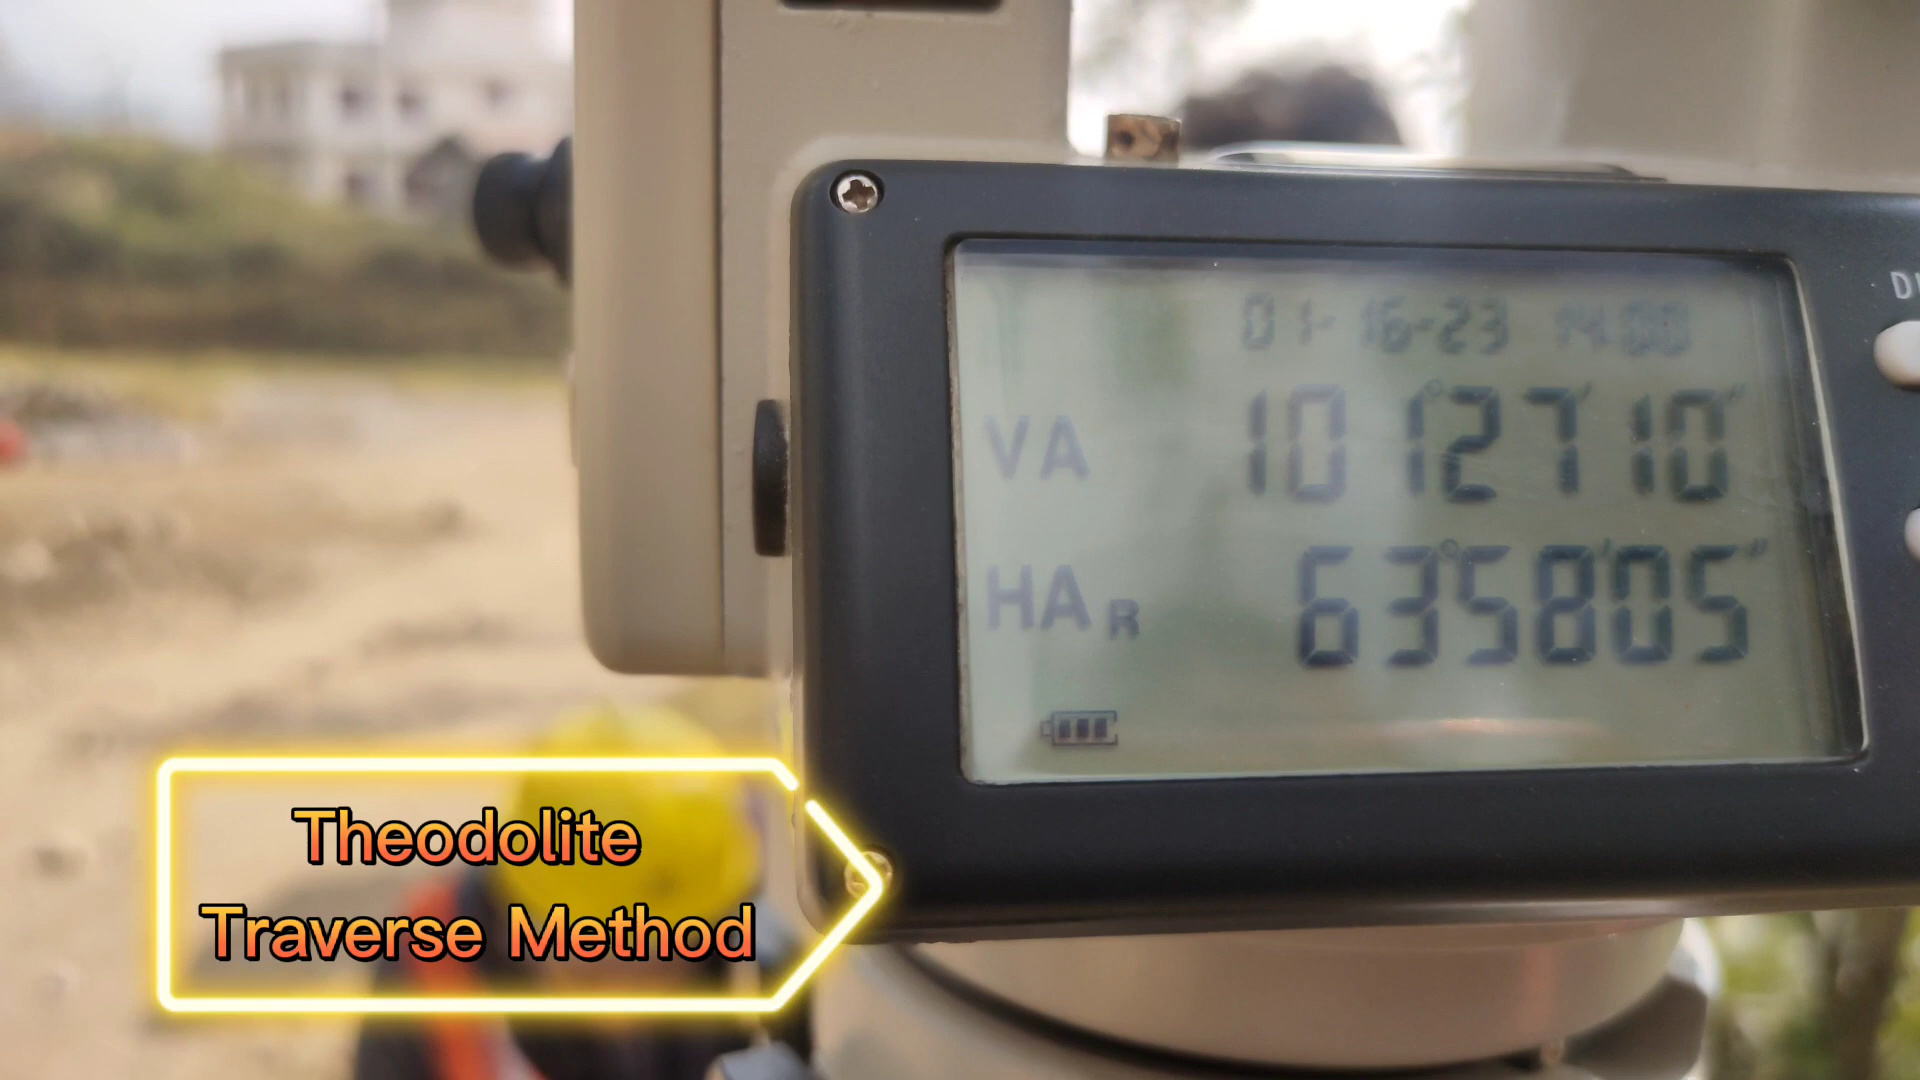 01-16-23 14:00
VA 101°27'10"
HAR 63°58'05"
Theodolite
Traverse Method